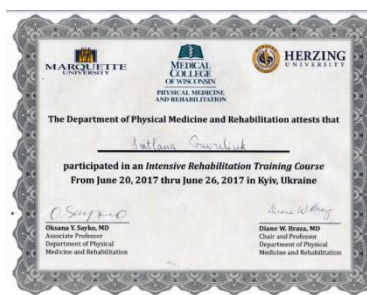 MARQUETTE
UNIVERSITY
MEDICAL
COLLEGE
OF WISCONSIN
PHYSICAL MEDICINE
AND REHABILITATION
HERZING
UNIVERSITY
The Department of Physical Medicine and Rehabilitation attests that
participated in an Intensive Rehabilitation Training Course
From June 20, 2017 thru June 26, 2017 in Kyiv, Ukraine
Oksana Y. Sayko, MD
Associate Professor
Department of Physical
Medicine and Rehabilitation
Diane W. Braza, MD
Chair and Professor
Department of Physical
Medicine and Rehabilitation